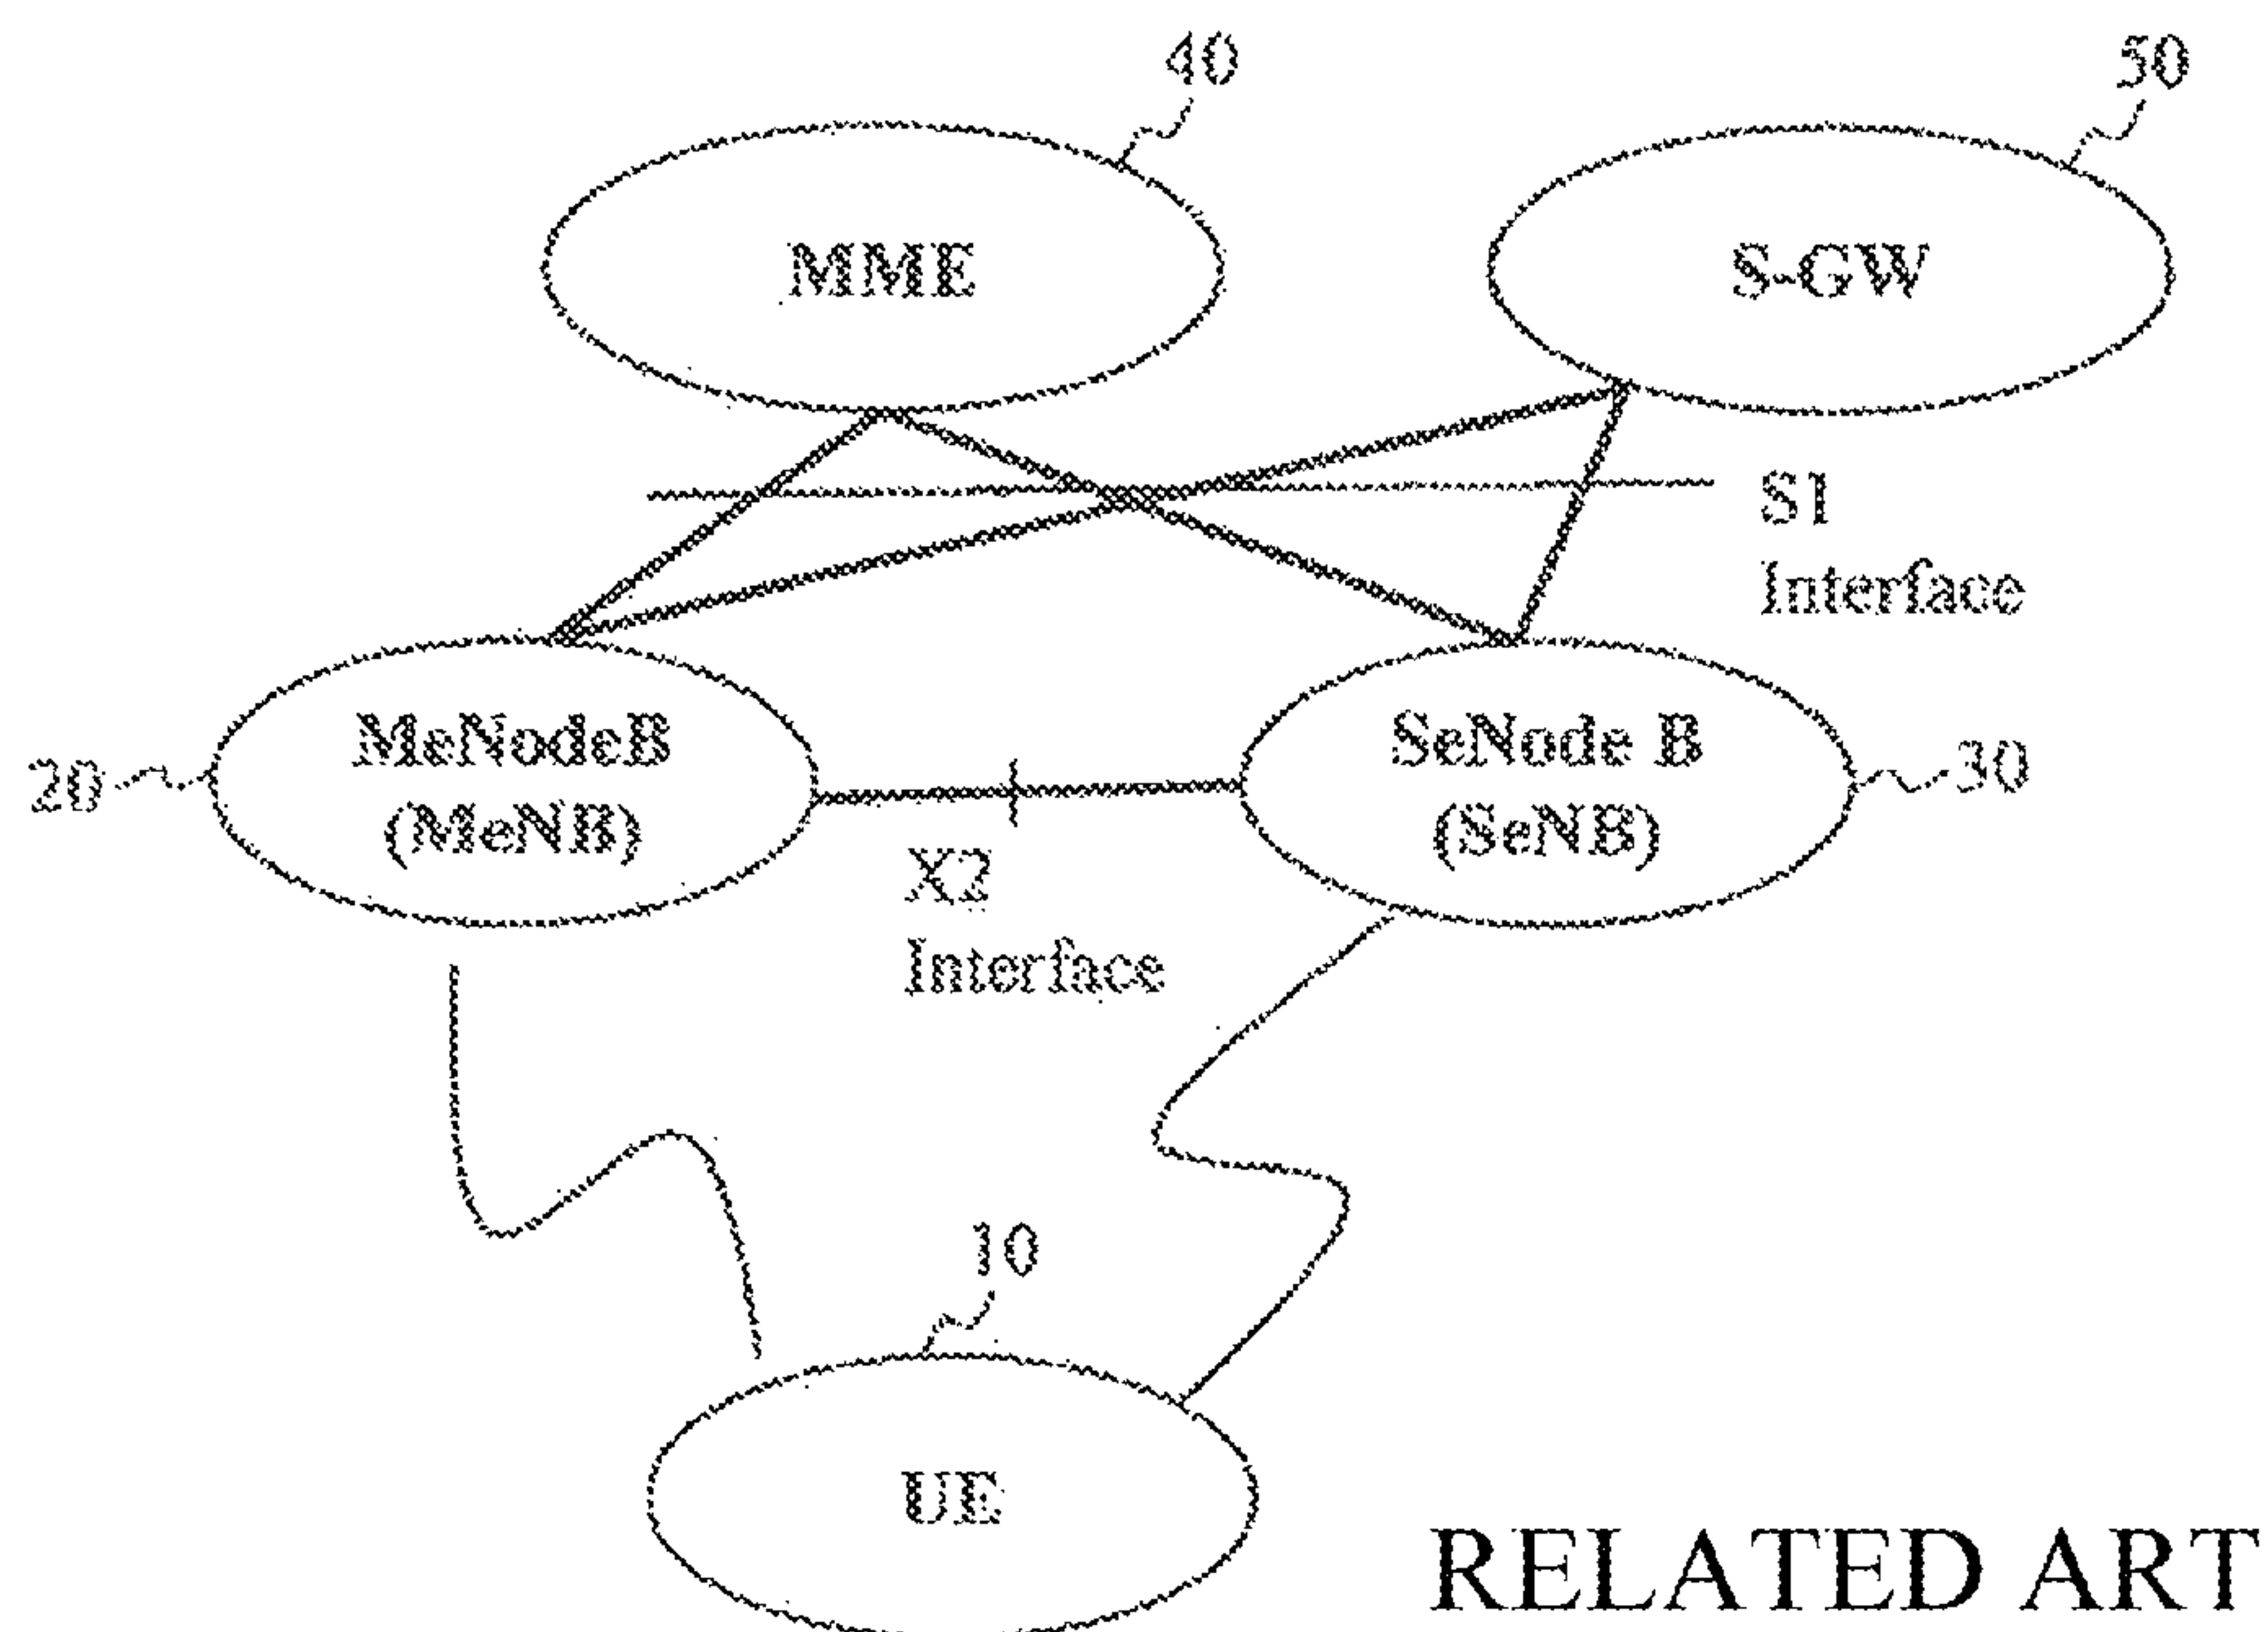 40
50
MME
S-GW
S1
Interface
MeNodeB
(MeNB)
SeNode B
(SeNB)
20
30
X2
Interface
10
UE
RELATED ART